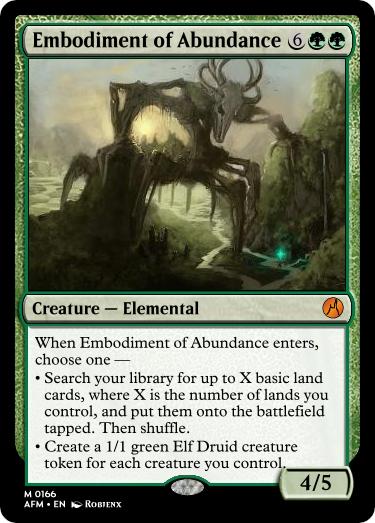 Embodiment of Abundance 6
Creature — Elemental
When Embodiment of Abundance enters,
choose one —
• Search your library for up to X basic land
cards, where X is the number of lands you
control, and put them onto the battlefield
tapped. Then shuffle.
• Create a 1/1 green Elf Druid creature
token for each creature you control.
4/5
M 0166
AFM • EN Robjenx